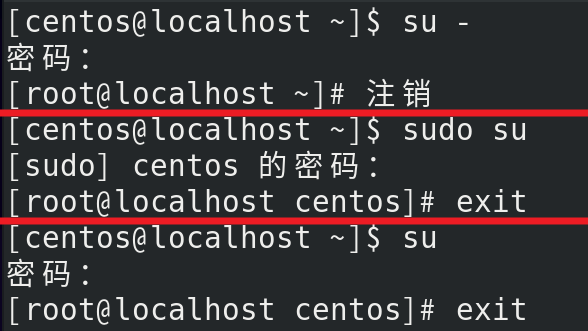 [centos@localhost ~]$ su -
密码：
[root@localhost ~]# 注销
[centos@localhost ~]$ sudo su
[sudo] centos 的密码：
[root@localhost centos]# exit
[centos@localhost ~]$ su
密码：
[root@localhost centos]# exit